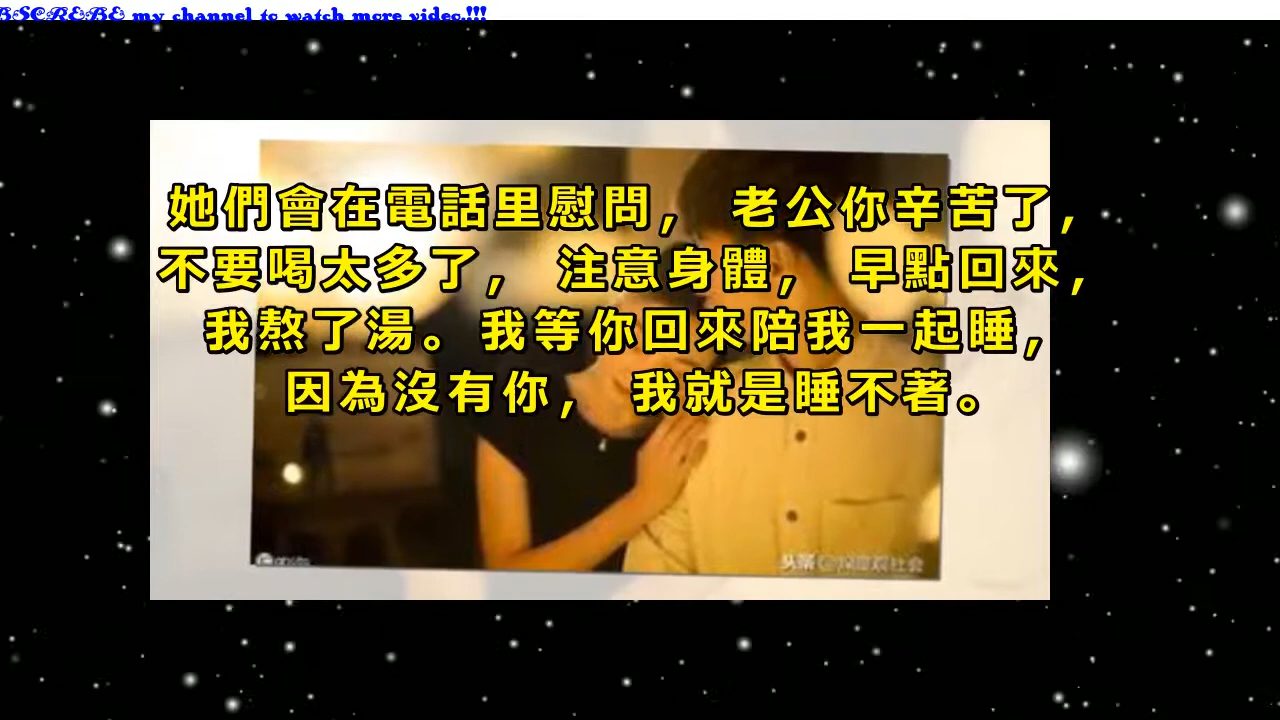 BSCREBE my channel to watch more video.!!!
她們會在電話里慰問， 老公你辛苦了，
不要喝太多了， 注意身體， 早點回來，
我熬了湯。我等你回來陪我一起睡，
因為沒有你， 我就是睡不著。
头条